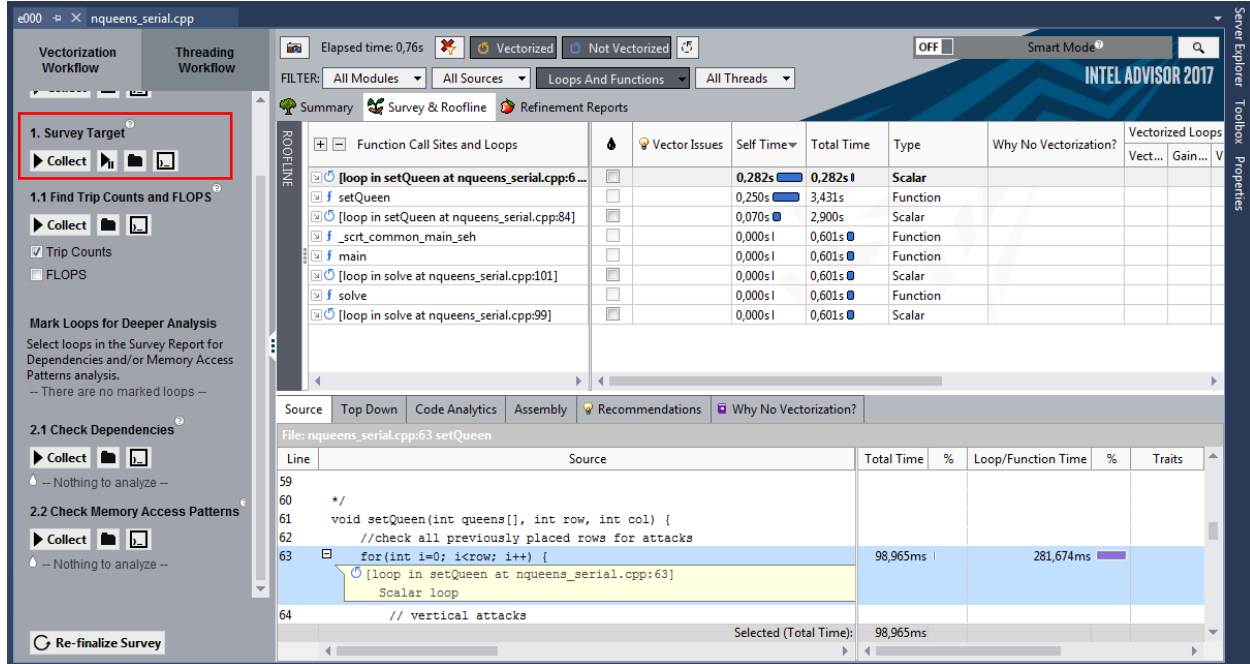 e000 nqueens_serial.cpp
Vectorization Workflow
Threading Workflow
1. Survey Target
Collect
1.1 Find Trip Counts and FLOPS
Collect
Trip Counts
FLOPS
Mark Loops for Deeper Analysis
Select loops in the Survey Report for
Dependencies and/or Memory Access
Patterns analysis.
-- There are no marked loops --
2.1 Check Dependencies
Collect
-- Nothing to analyze --
2.2 Check Memory Access Patterns
Collect
-- Nothing to analyze --
Re-finalize Survey
Elapsed time: 0,76s Vectorized Not Vectorized OFF Smart Mode
FILTER: All Modules All Sources Loops And Functions All Threads
INTEL ADVISOR 2017
Summary Survey & Roofline Refinement Reports
ROOFLINE
Function Call Sites and Loops Vector Issues Self Time Total Time Type Why No Vectorization? Vectorized Loops
Vect... Gain... V
[loop in setQueen at nqueens_serial.cpp:6... 0,282s 0,282s Scalar
f setQueen 0,250s 3,431s Function
[loop in setQueen at nqueens_serial.cpp:84] 0,070s 2,900s Scalar
f _scrt_common_main_seh 0,000s 0,601s Function
f main 0,000s 0,601s Function
[loop in solve at nqueens_serial.cpp:101] 0,000s 0,601s Scalar
f solve 0,000s 0,601s Function
[loop in solve at nqueens_serial.cpp:99] 0,000s 0,601s Scalar
Source Top Down Code Analytics Assembly Recommendations Why No Vectorization?
File: nqueens_serial.cpp:63 setQueen
Line Source Total Time % Loop/Function Time % Traits
59
60 */
61 void setQueen(int queens[], int row, int col) {
62 //check all previously placed rows for attacks
63 for(int i=0; i<row; i++) { 98,965ms 281,674ms
[loop in setQueen at nqueens_serial.cpp:63]
Scalar loop
64 // vertical attacks
Selected (Total Time): 98,965ms
Server Explorer
Toolbox
Properties